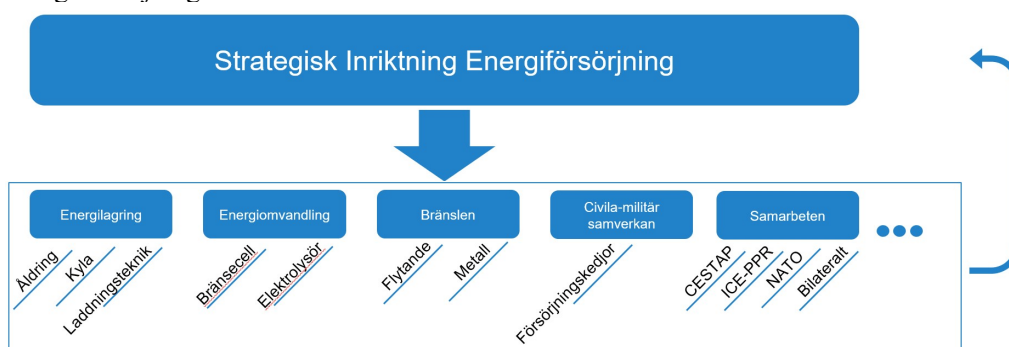 Strategisk Inriktning Energiförsörjning
Energilagring
Energiomvandling
Bränslen
Civila-militär
samverkan
Samarbeten
Åldring
Kyla
Laddningsteknik
Bränsecell
Elektrolysör
Flytande
Metall
Försörjningskedjor
CESTAP
ICE-PPR
NATO
Bilateralt